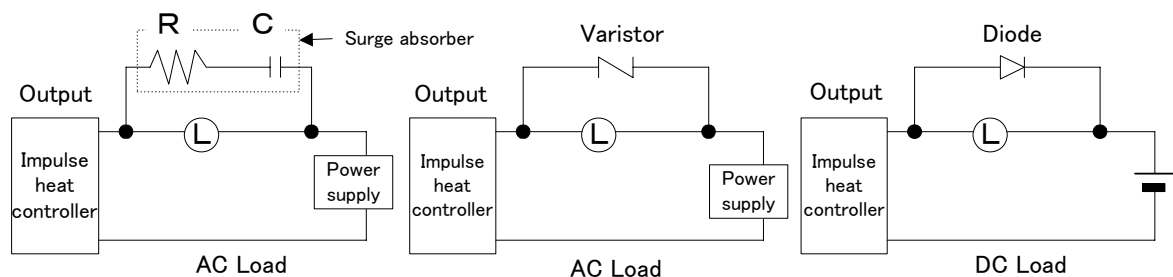 R C
Surge absorber
Output
L
Impulse
heat
controller
Power
supply
AC Load
Varistor
Output
L
Impulse
heat
controller
Power
supply
AC Load
Diode
Output
L
Impulse
heat
controller
DC Load